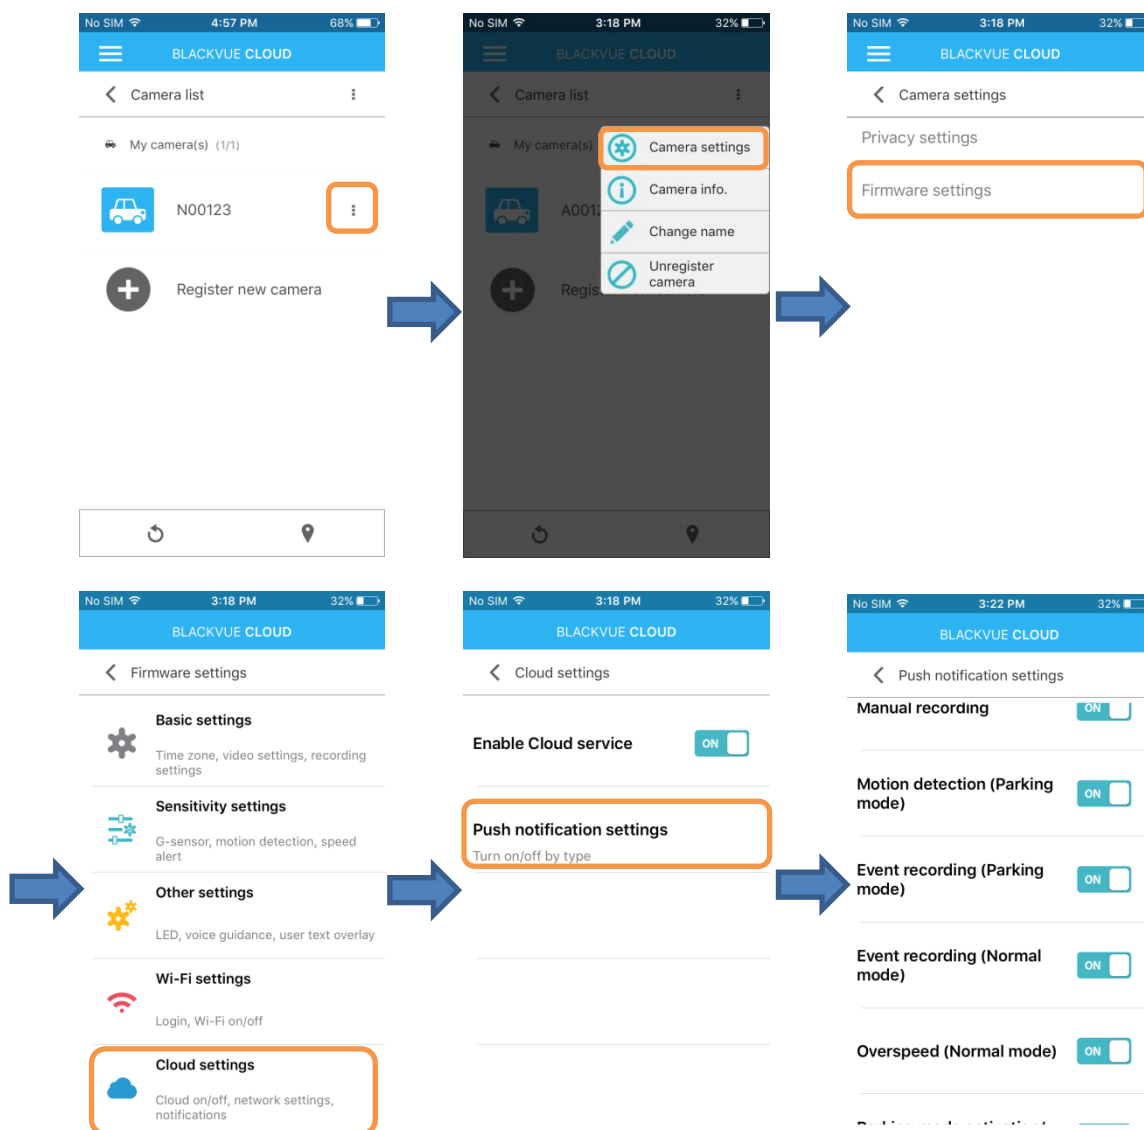 No SIM 4:57 PM 68%
BLACKVUE CLOUD
Camera list
My camera(s) (1/1)
N00123
Register new camera
No SIM 3:18 PM 32%
BLACKVUE CLOUD
Camera list
My camera(s)
Camera settings
Camera info.
A0012
Change name
Unregister
camera
Regis
No SIM 3:18 PM 32%
BLACKVUE CLOUD
Camera settings
Privacy settings
Firmware settings
No SIM 3:18 PM 32%
BLACKVUE CLOUD
Firmware settings
Basic settings
Time zone, video settings, recording
settings
Sensitivity settings
G-sensor, motion detection, speed
alert
Other settings
LED, voice guidance, user text overlay
Wi-Fi settings
Login, Wi-Fi on/off
Cloud settings
Cloud on/off, network settings,
notifications
No SIM 3:18 PM 32%
BLACKVUE CLOUD
Cloud settings
Enable Cloud service ON
Push notification settings
Turn on/off by type
No SIM 3:22 PM 32%
BLACKVUE CLOUD
Push notification settings
Manual recording ON
Motion detection (Parking
mode) ON
Event recording (Parking
mode) ON
Event recording (Normal
mode) ON
Overspeed (Normal mode) ON